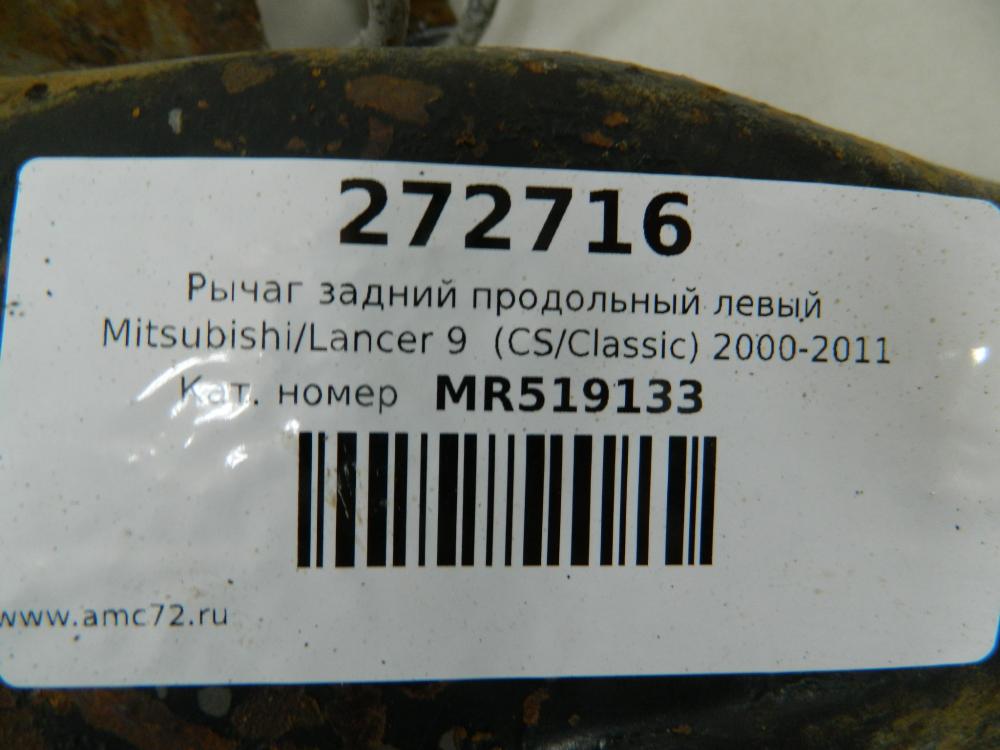 272716
Рычаг задний продольный левый
Mitsubishi/Lancer 9 (CS/Classic) 2000-2011
Кат. номер MR519133
www.amc72.ru